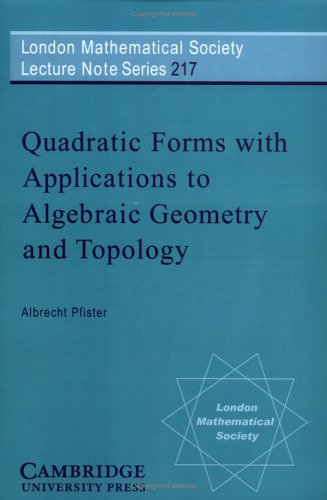 London Mathematical Society
Lecture Note Series 217
Quadratic Forms with
Applications to
Algebraic Geometry
and Topology
Albrecht Pfister
London
Mathematical
Society
CAMBRIDGE
UNIVERSITY PRESS